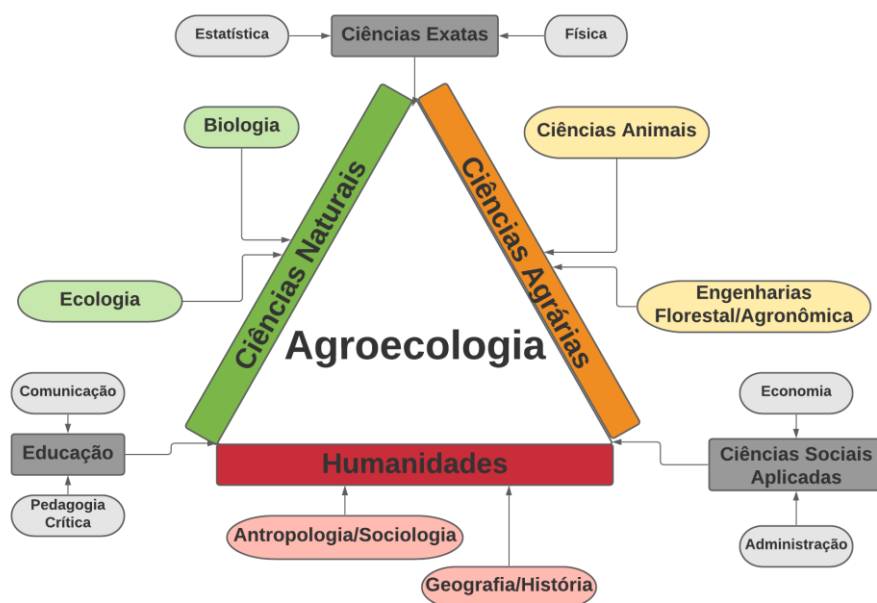 Estatística
Ciências Exatas
Física
Biologia
Ciências Animais
Ciências Naturais
Ciências Agrárias
Ecologia
Engenharias
Florestal/Agronômica
Agroecologia
Comunicação
Economia
Educação
Humanidades
Ciências Sociais
Aplicadas
Pedagogia
Crítica
Antropologia/Sociologia
Administração
Geografia/História